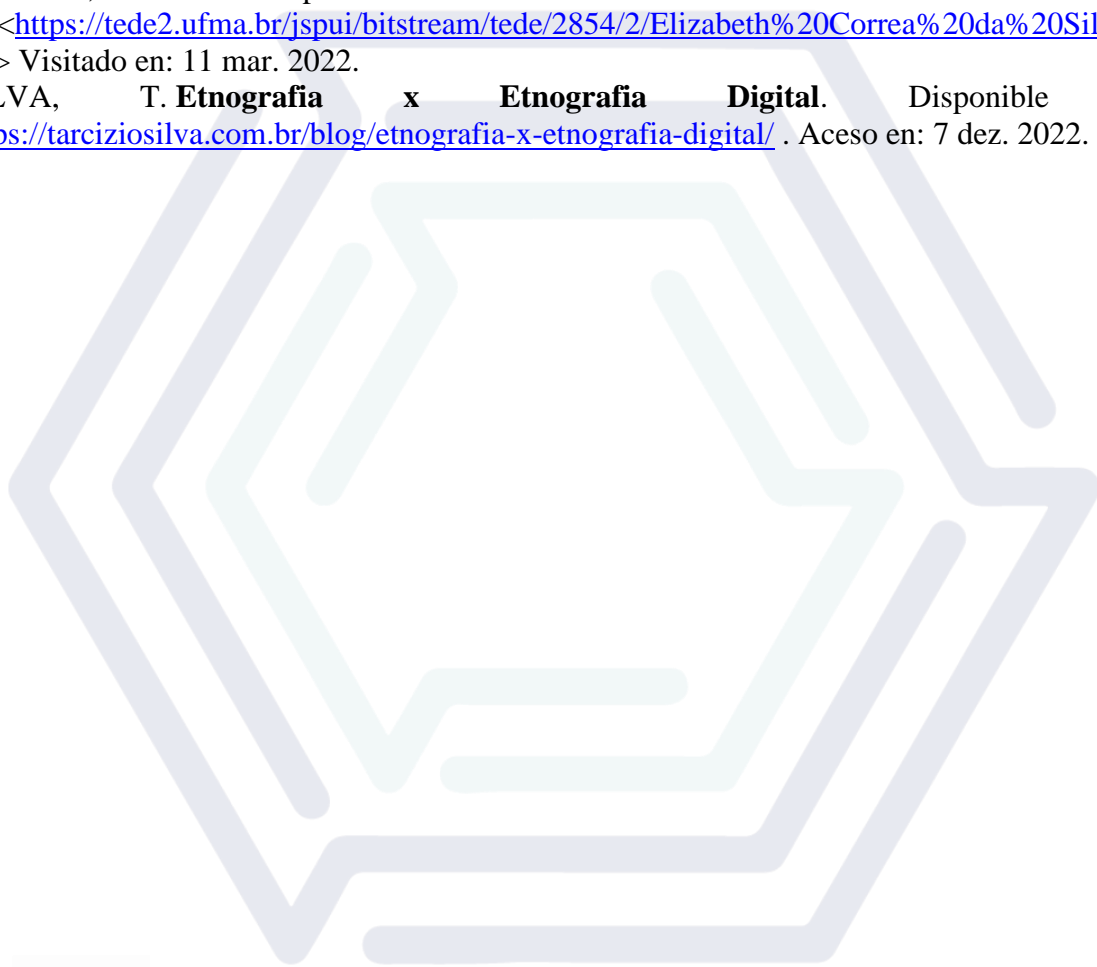 <https://tede2.ufma.br/jspui/bitstream/tede/2854/2/Elizabeth%20Correa%20da%20Sil
> Visitado en: 11 mar. 2022.
LVA, T. Etnografia x Etnografia Digital. Disponible
ps://tarciziosilva.com.br/blog/etnografia-x-etnografia-digital/ . Aceso en: 7 dez. 2022.